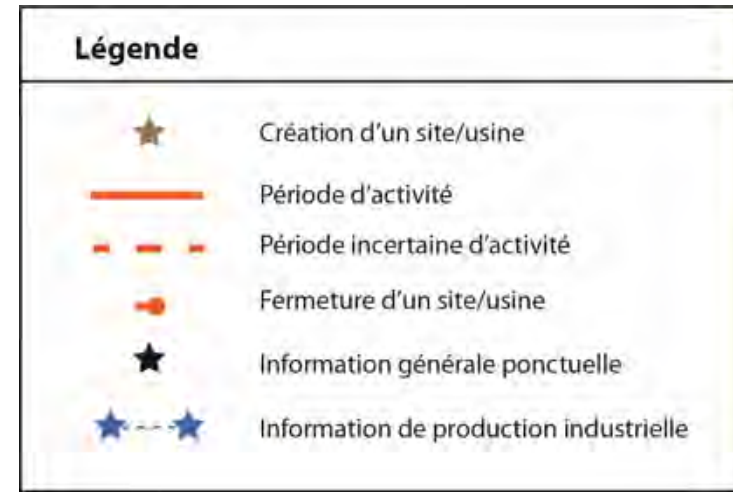 Légende
Création d'un site/usine
Période d'activité
Période incertaine d'activité
Fermeture d'un site/usine
Information générale ponctuelle
Information de production industrielle